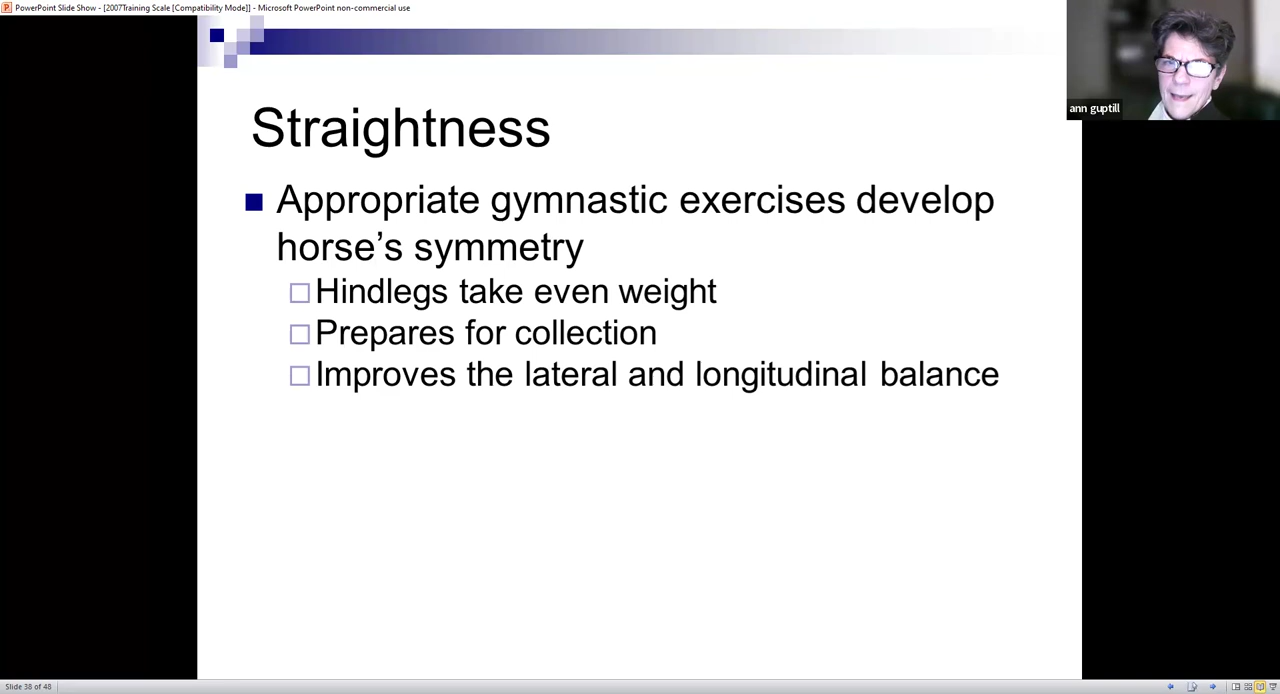 PowerPoint Slide Show - [2007Training Scale [Compatibility Mode]] - Microsoft PowerPoint non-commercial use
ann guptill
Straightness
Appropriate gymnastic exercises develop
horse's symmetry
Hindlegs take even weight
Prepares for collection
Improves the lateral and longitudinal balance
Slide 38 of 48